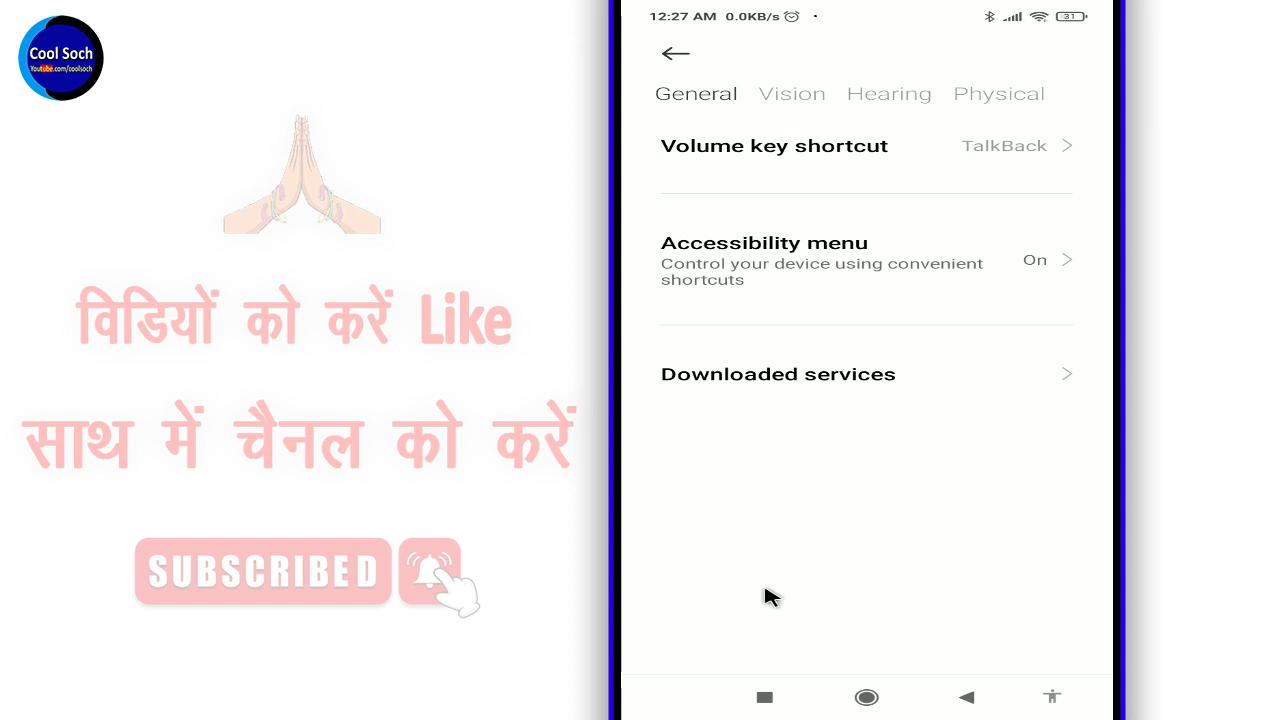 Cool Soch
Youtube.com/coolsoch
विडियों को करें Like
साथ में चैनल को करें
SUBSCRIBED
12:27 AM 0.0KB/s
31
General Vision Hearing Physical
Volume key shortcut TalkBack
Accessibility menu
Control your device using convenient
shortcuts
On
Downloaded services